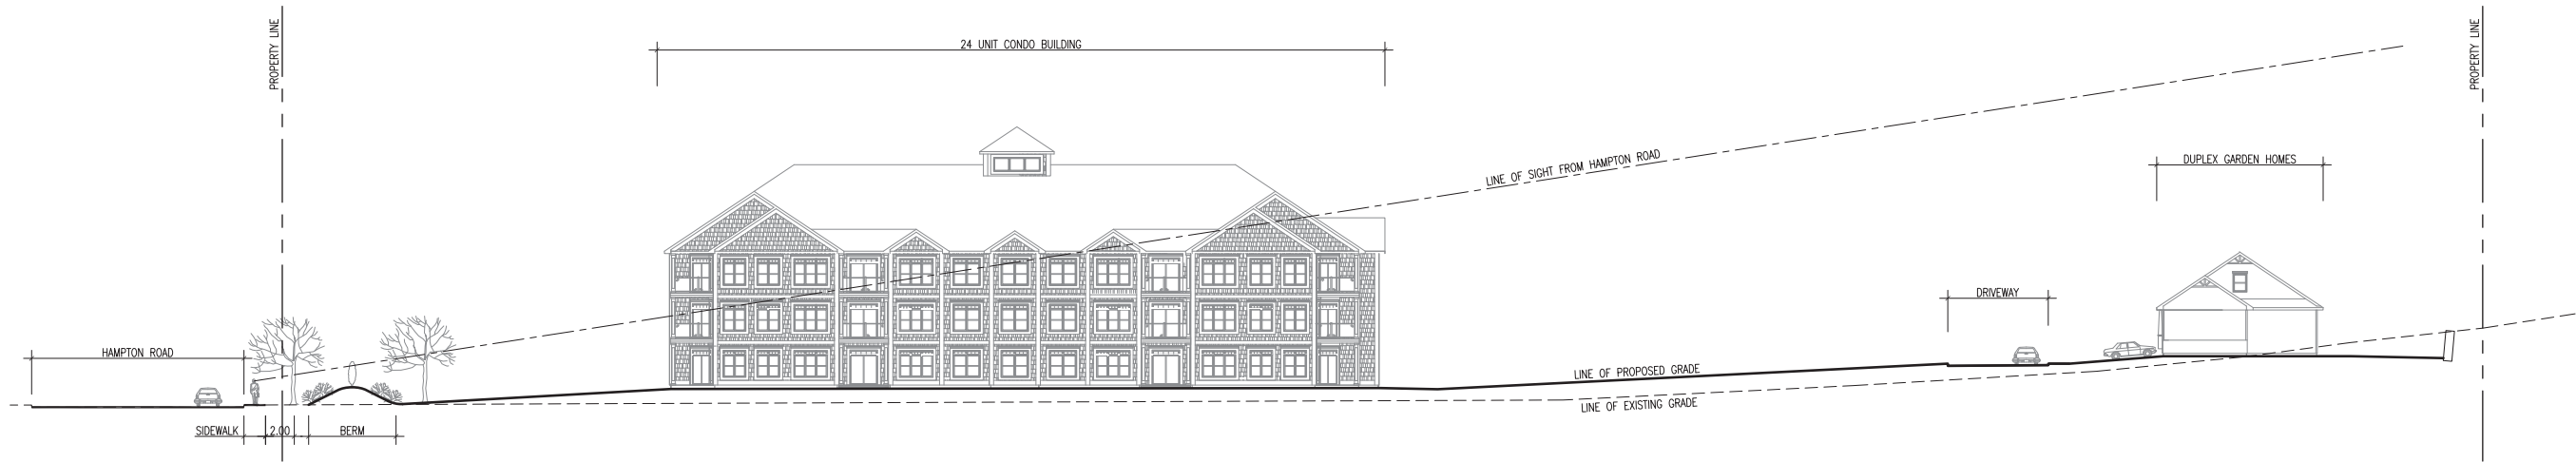 PROPERTY LINE
24 UNIT CONDO BUILDING
PROPERTY LINE
LINE OF SIGHT FROM HAMPTON ROAD
DUPLEX GARDEN HOMES
DRIVEWAY
HAMPTON ROAD
LINE OF PROPOSED GRADE
LINE OF EXISTING GRADE
SIDEWALK
2.00
BERM